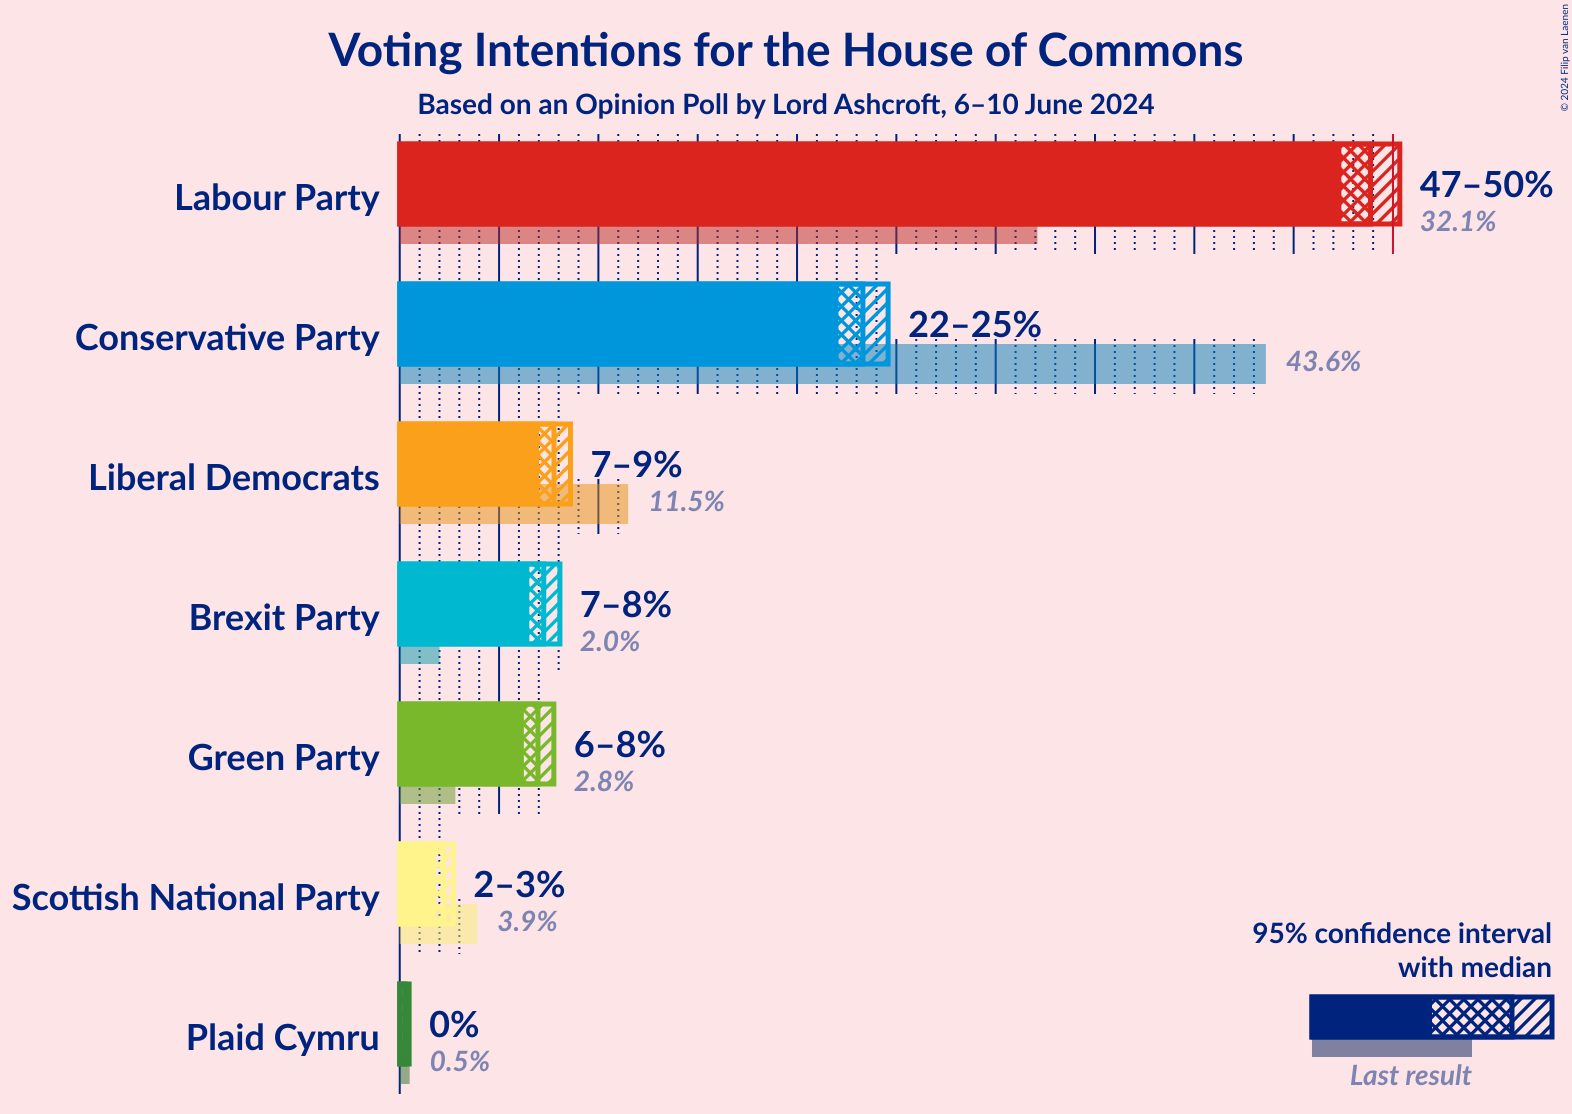 Voting Intentions for the House of Commons
Based on an Opinion Poll by Lord Ashcroft, 6–10 June 2024
© 2024 Filip van Laenen
Labour Party
47–50%
32.1%
Conservative Party
22–25%
43.6%
Liberal Democrats
7–9%
11.5%
Brexit Party
7–8%
2.0%
Green Party
6–8%
2.8%
Scottish National Party
2–3%
3.9%
Plaid Cymru
0%
0.5%
95% confidence interval
with median
Last result